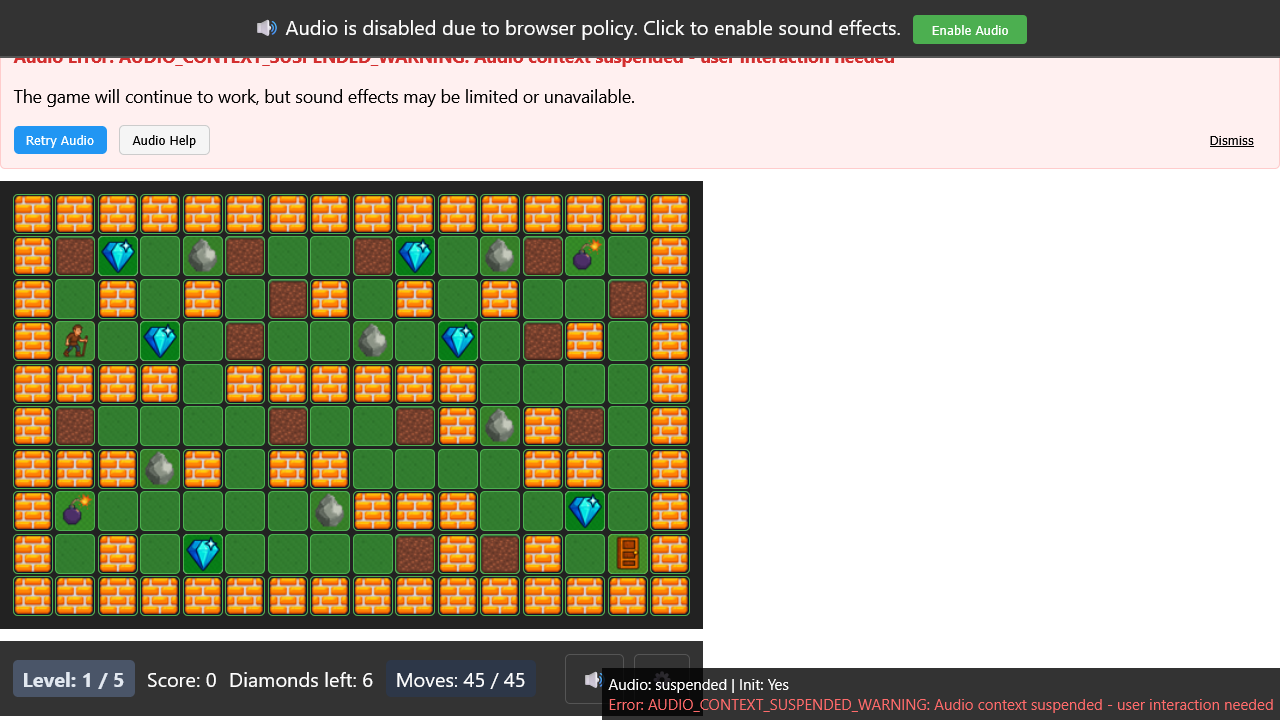 Audio is disabled due to browser policy. Click to enable sound effects.
Enable Audio
Audio Error: AUDIO_CONTEXT_SUSPENDED_WARNING: Audio context suspended - user interaction needed
The game will continue to work, but sound effects may be limited or unavailable.
Retry Audio
Audio Help
Dismiss
Level: 1 / 5
Score: 0
Diamonds left: 6
Moves: 45 / 45
Audio: suspended | Init: Yes
Error: AUDIO_CONTEXT_SUSPENDED_WARNING: Audio context suspended - user interaction needed